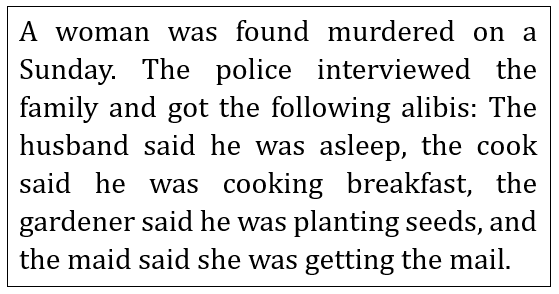 A woman was found murdered on a
Sunday. The police interviewed the
family and got the following alibis: The
husband said he was asleep, the cook
said he was cooking breakfast, the
gardener said he was planting seeds, and
the maid said she was getting the mail.